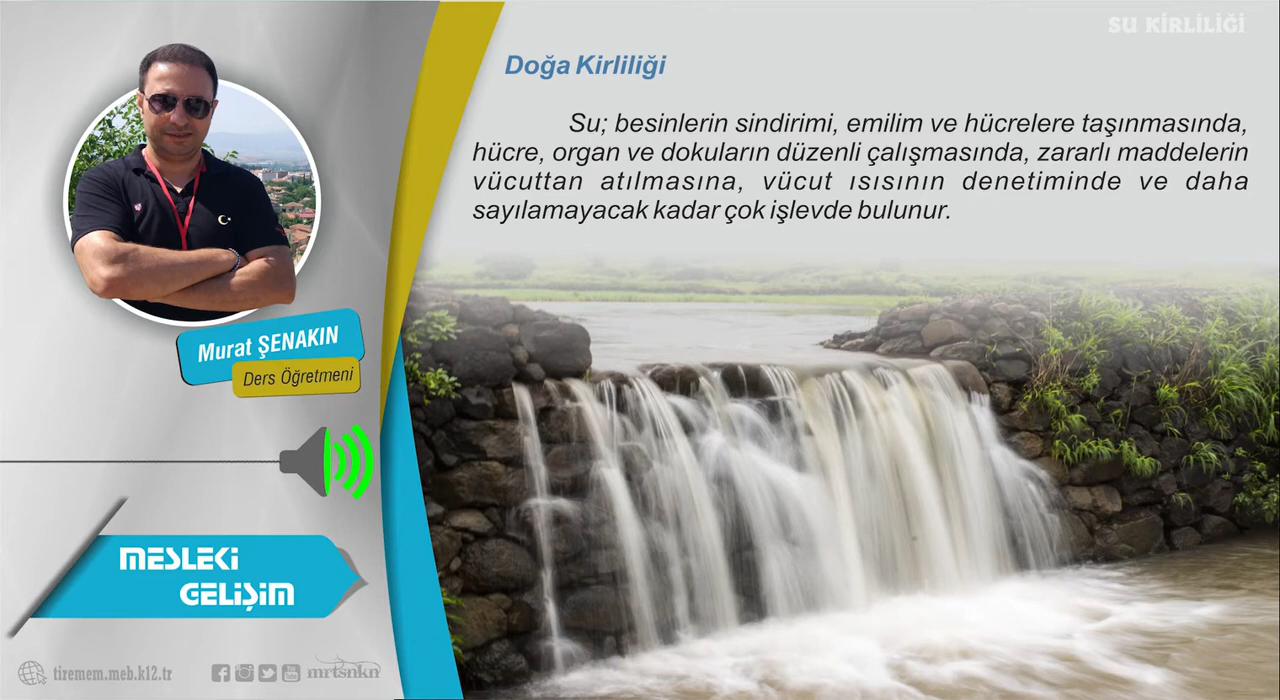 SU KİRLİLİĞİ
Doğa Kirliliği
Su; besinlerin sindirimi, emilim ve hücrelere taşınmasında,
hücre, organ ve dokuların düzenli çalışmasında, zararlı maddelerin
vücuttan atılmasına, vücut ısısının denetiminde ve daha
sayılamayacak kadar çok işlevde bulunur.
Murat ŞENAKIN
Ders Öğretmeni
MESLEKİ
GELİŞİM
tiremem.meb.k12.tr
mrtsnkn